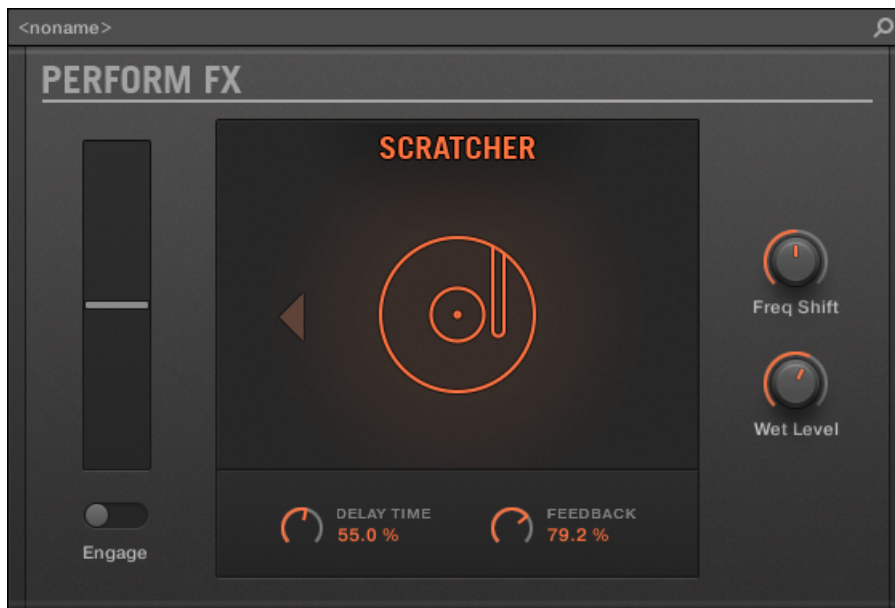 <noname>
PERFORM FX
SCRATCHER
Freq Shift
Wet Level
DELAY TIME
55.0 %
FEEDBACK
79.2 %
Engage